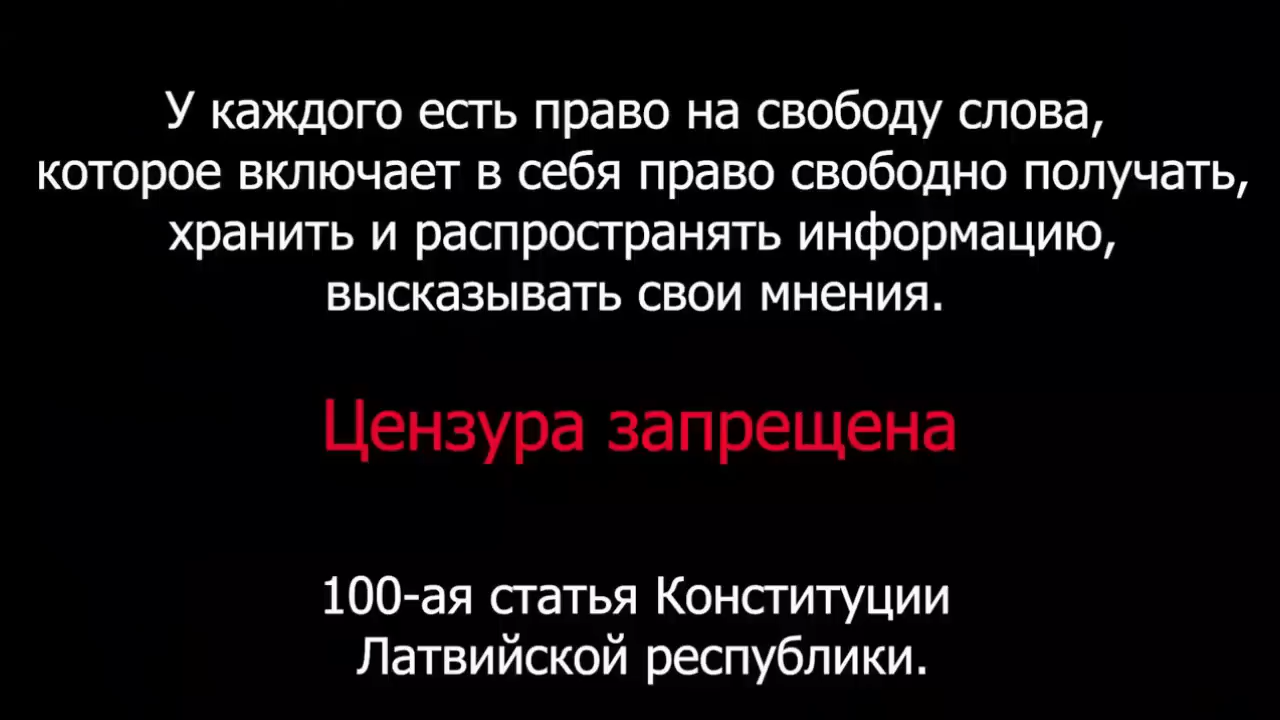 У каждого есть право на свободу слова,
которое включает в себя право свободно получать,
хранить и распространять информацию,
высказывать свои мнения.
Цензура запрещена
100-ая статья Конституции
Латвийской республики.